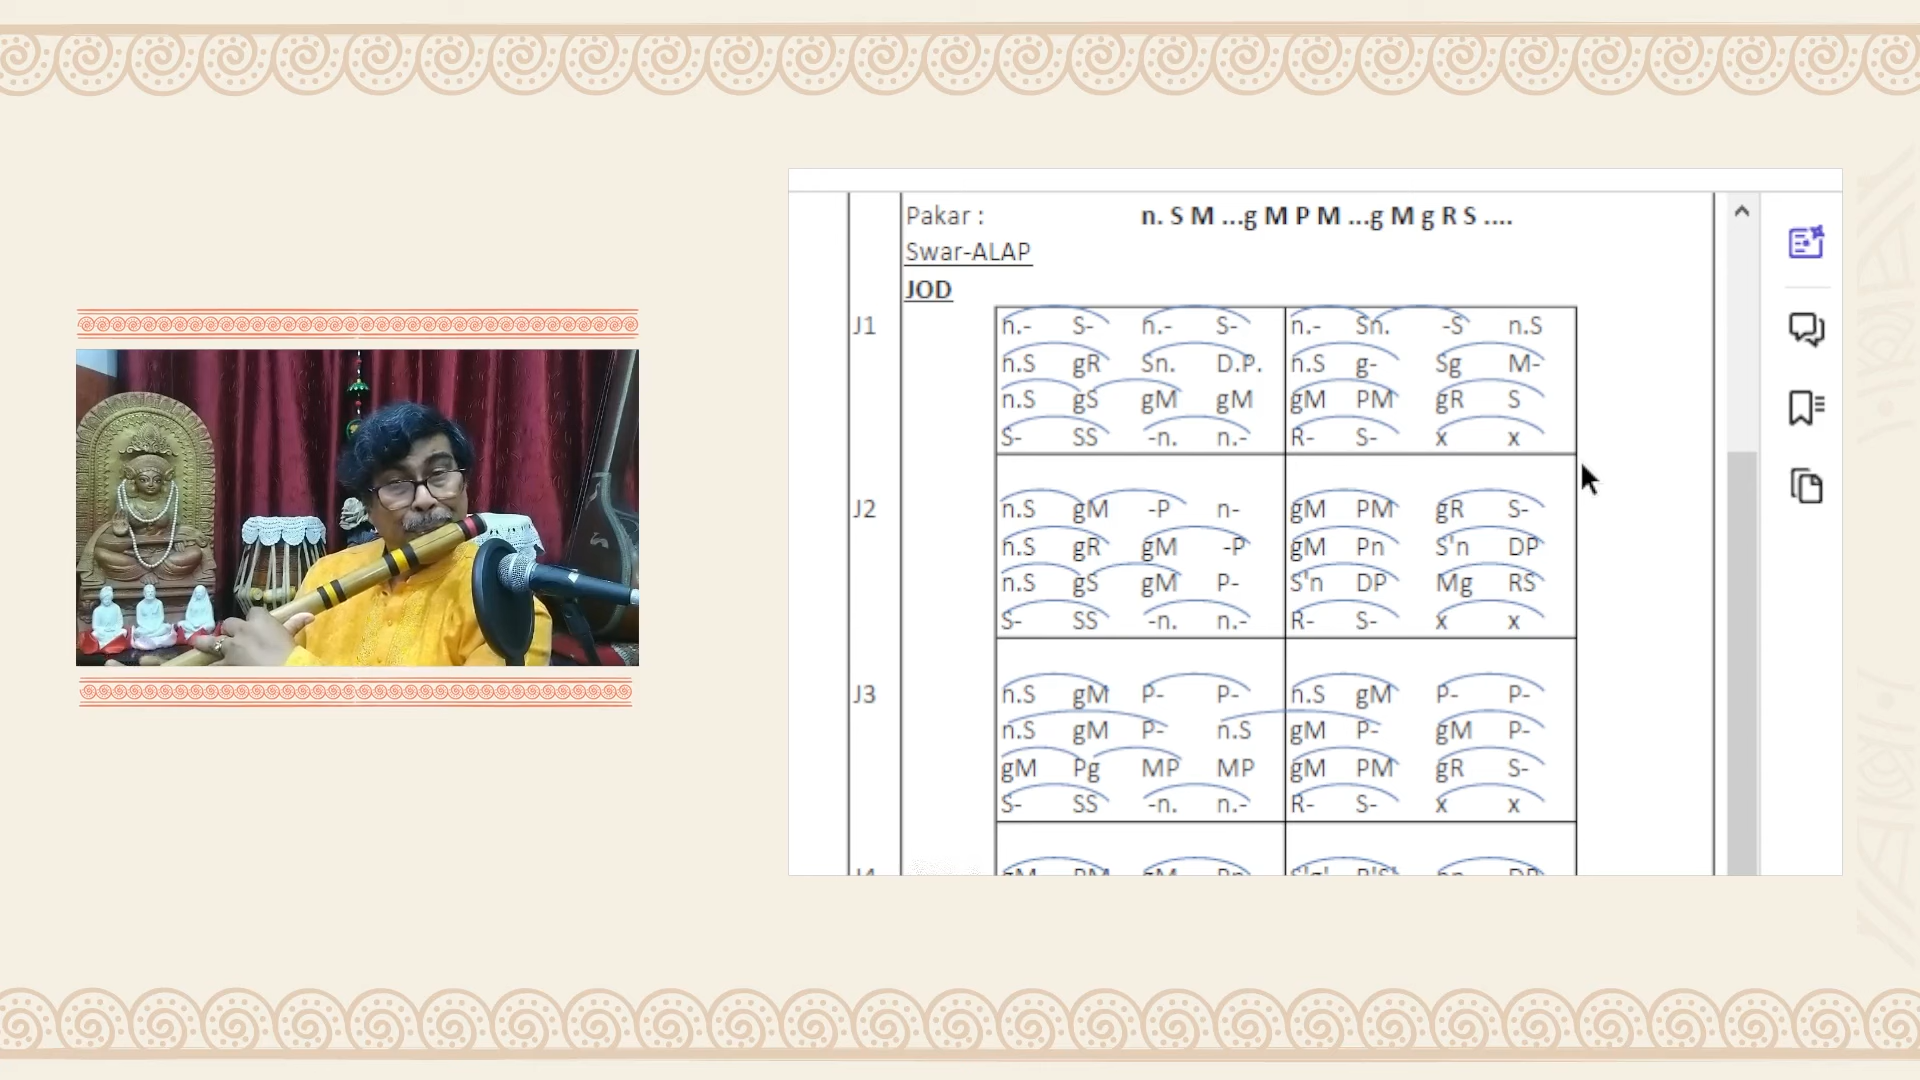 Pakar : n. S M ...g M P M ...g M g R S ....
Swar-ALAP
JOD
J1 n.- S- n.- S- n.- Sn. -S n.S
n.S gR Sn. D.P. n.S g- Sg M-
n.S gS gM gM gM PM gR S
S- SS -n. n.- R- S- x x
J2 n.S gM -P n- gM PM gR S-
n.S gR gM -P gM Pn S'n DP
n.S gS gM P- S'n DP Mg RS
S- SS -n. n.- R- S- x x
J3 n.S gM P- P- n.S gM P- P-
n.S gM P- n.S gM P- gM P-
gM Pg MP MP gM PM gR S-
S- SS -n. n.- R- S- x x